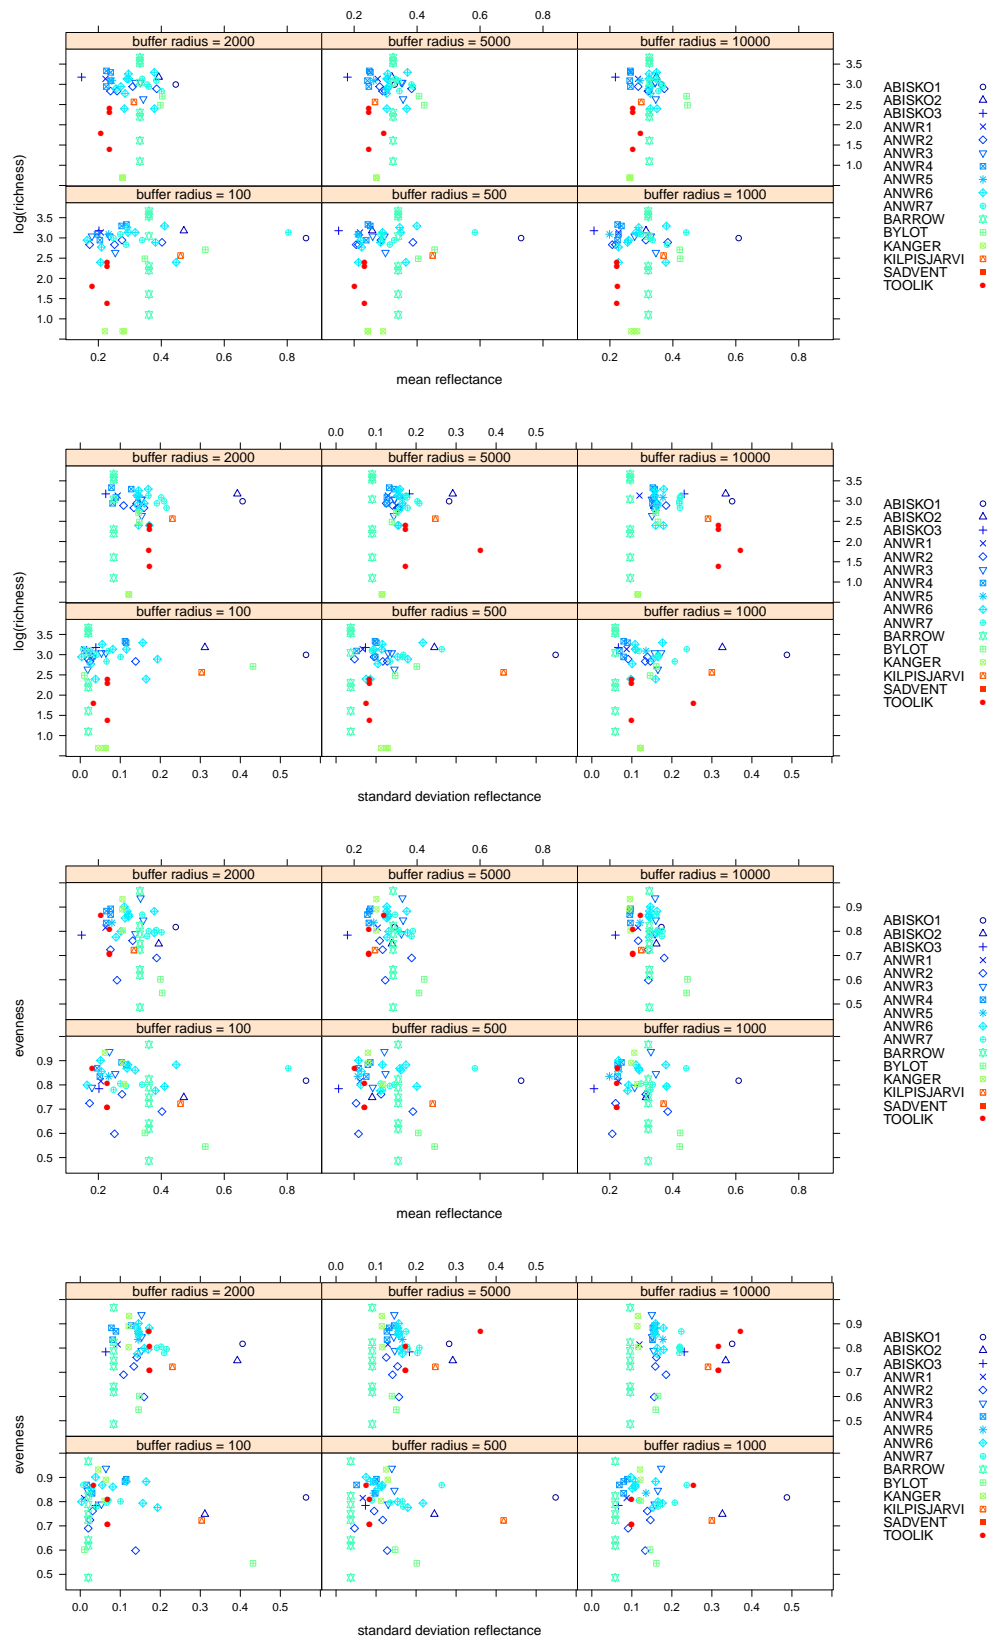 0.2 0.4 0.6 0.8
buffer radius = 2000 buffer radius = 5000 buffer radius = 10000
3.5
3.0
2.5
2.0
1.5
1.0
buffer radius = 100 buffer radius = 500 buffer radius = 1000
3.5
3.0
2.5
2.0
1.5
1.0
log(richness)
0.2 0.4 0.6 0.8 0.2 0.4 0.6 0.8
mean reflectance
ABISKO1
ABISKO2
ABISKO3
ANWR1
ANWR2
ANWR3
ANWR4
ANWR5
ANWR6
ANWR7
BARROW
BYLOT
KANGER
KILPISJARVI
SADVENT
TOOLIK
0.0 0.1 0.2 0.3 0.5
buffer radius = 2000 buffer radius = 5000 buffer radius = 10000
3.5
3.0
2.5
2.0
1.5
1.0
buffer radius = 100 buffer radius = 500 buffer radius = 1000
3.5
3.0
2.5
2.0
1.5
1.0
log(richness)
0.0 0.1 0.2 0.3 0.5 0.0 0.1 0.2 0.3 0.5
standard deviation reflectance
ABISKO1
ABISKO2
ABISKO3
ANWR1
ANWR2
ANWR3
ANWR4
ANWR5
ANWR6
ANWR7
BARROW
BYLOT
KANGER
KILPISJARVI
SADVENT
TOOLIK
0.2 0.4 0.6 0.8
buffer radius = 2000 buffer radius = 5000 buffer radius = 10000
0.9
0.8
0.7
0.6
0.5
buffer radius = 100 buffer radius = 500 buffer radius = 1000
0.9
0.8
0.7
0.6
0.5
evenness
0.2 0.4 0.6 0.8 0.2 0.4 0.6 0.8
mean reflectance
ABISKO1
ABISKO2
ABISKO3
ANWR1
ANWR2
ANWR3
ANWR4
ANWR5
ANWR6
ANWR7
BARROW
BYLOT
KANGER
KILPISJARVI
SADVENT
TOOLIK
0.0 0.1 0.2 0.3 0.5
buffer radius = 2000 buffer radius = 5000 buffer radius = 10000
0.9
0.8
0.7
0.6
0.5
buffer radius = 100 buffer radius = 500 buffer radius = 1000
0.9
0.8
0.7
0.6
0.5
evenness
0.0 0.1 0.2 0.3 0.5 0.0 0.1 0.2 0.3 0.5
standard deviation reflectance
ABISKO1
ABISKO2
ABISKO3
ANWR1
ANWR2
ANWR3
ANWR4
ANWR5
ANWR6
ANWR7
BARROW
BYLOT
KANGER
KILPISJARVI
SADVENT
TOOLIK